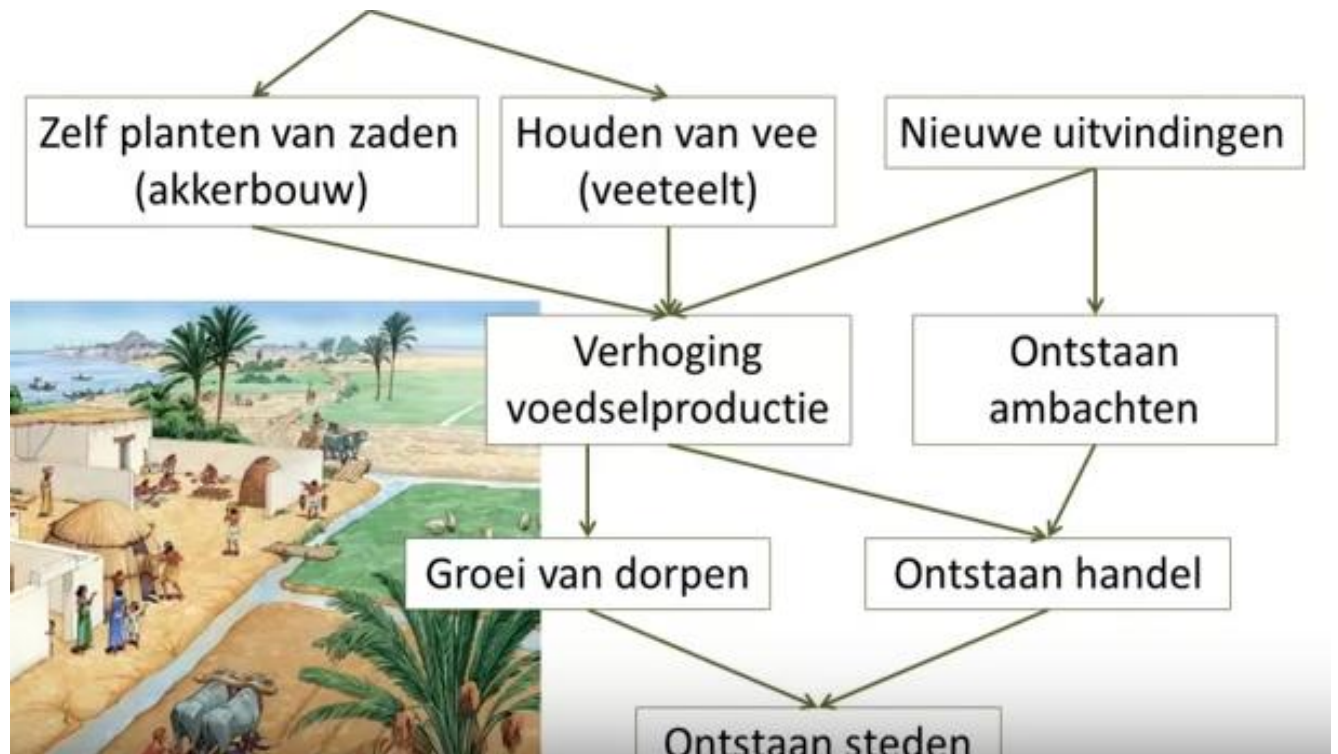 Zelf planten van zaden
(akkerbouw)
Houden van vee
(veeteelt)
Nieuwe uitvindingen
Verhoging
voedselproductie
Ontstaan
ambachten
Groei van dorpen
Ontstaan handel
Ontstaan steden